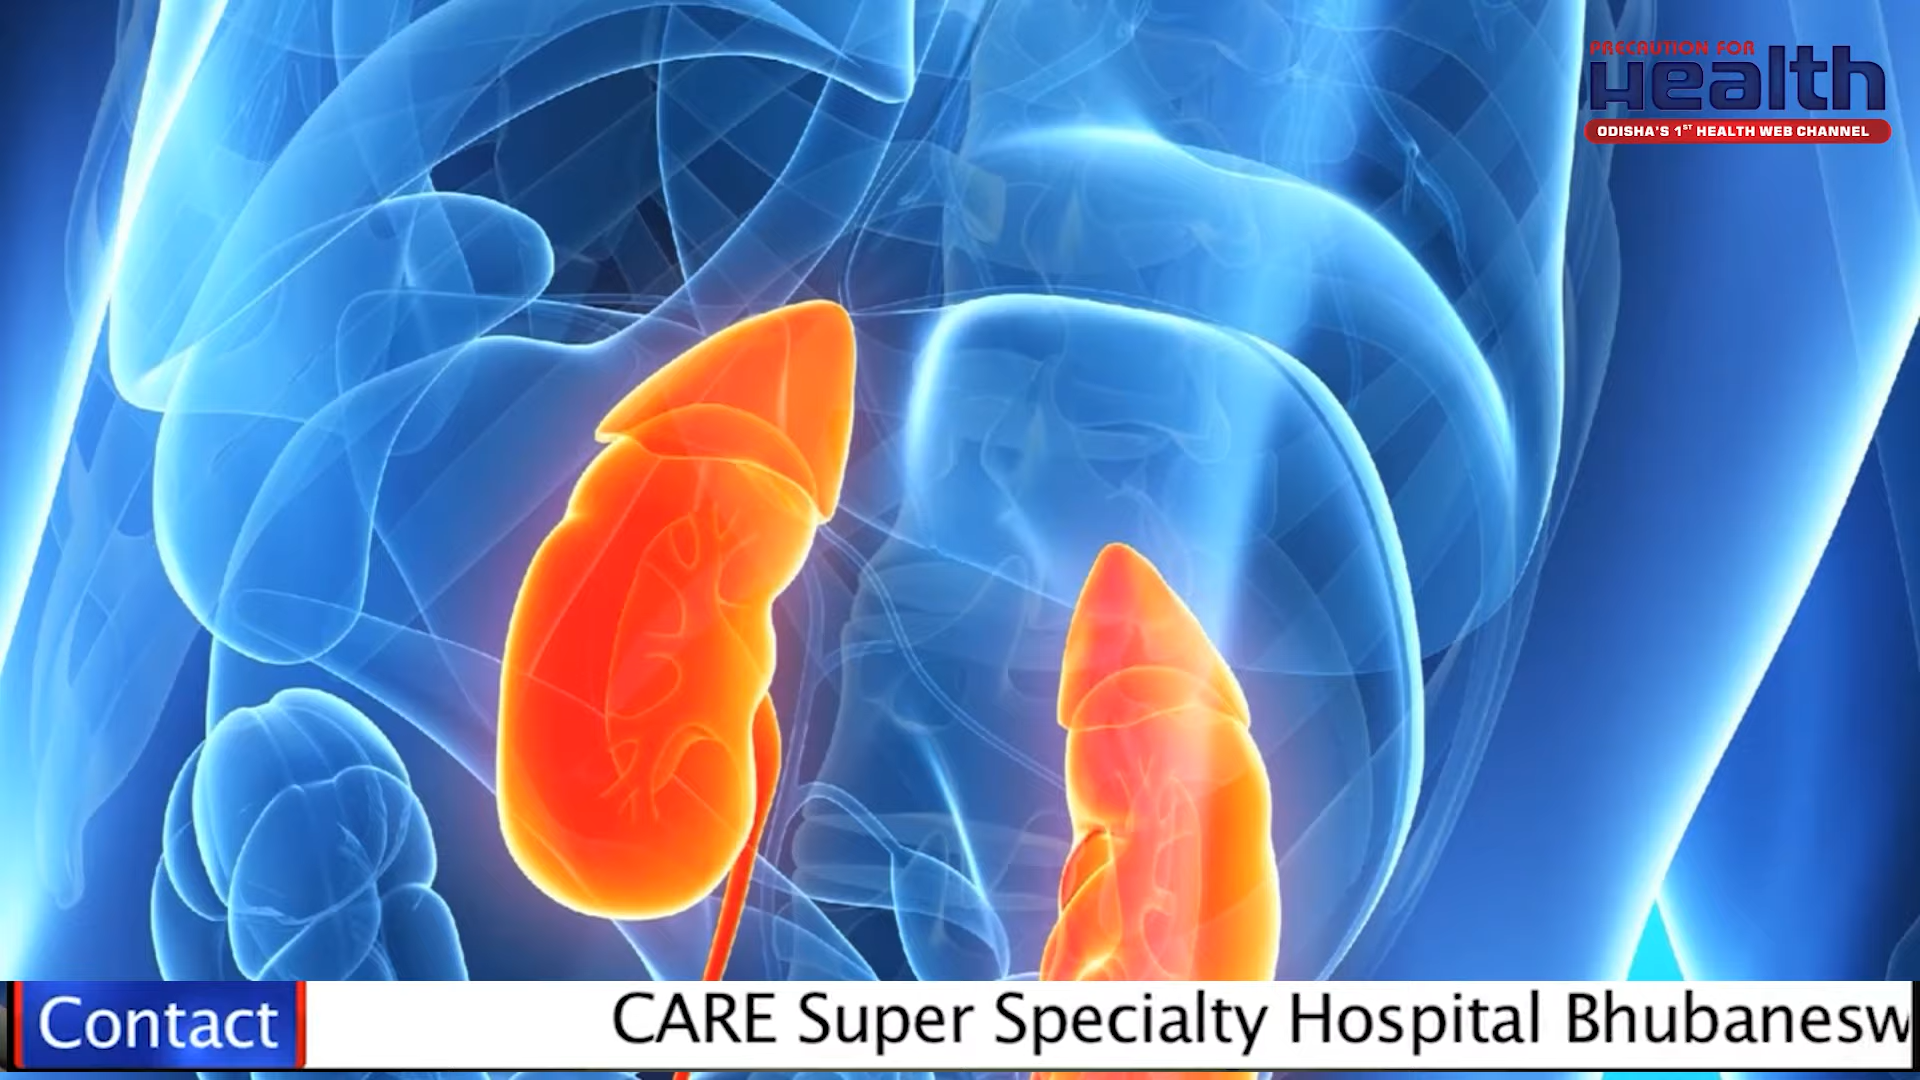 PRECAUTION FOR
Health
ODISHA'S 1ST HEALTH WEB CHANNEL
Contact
CARE Super Specialty Hospital Bhubanesw